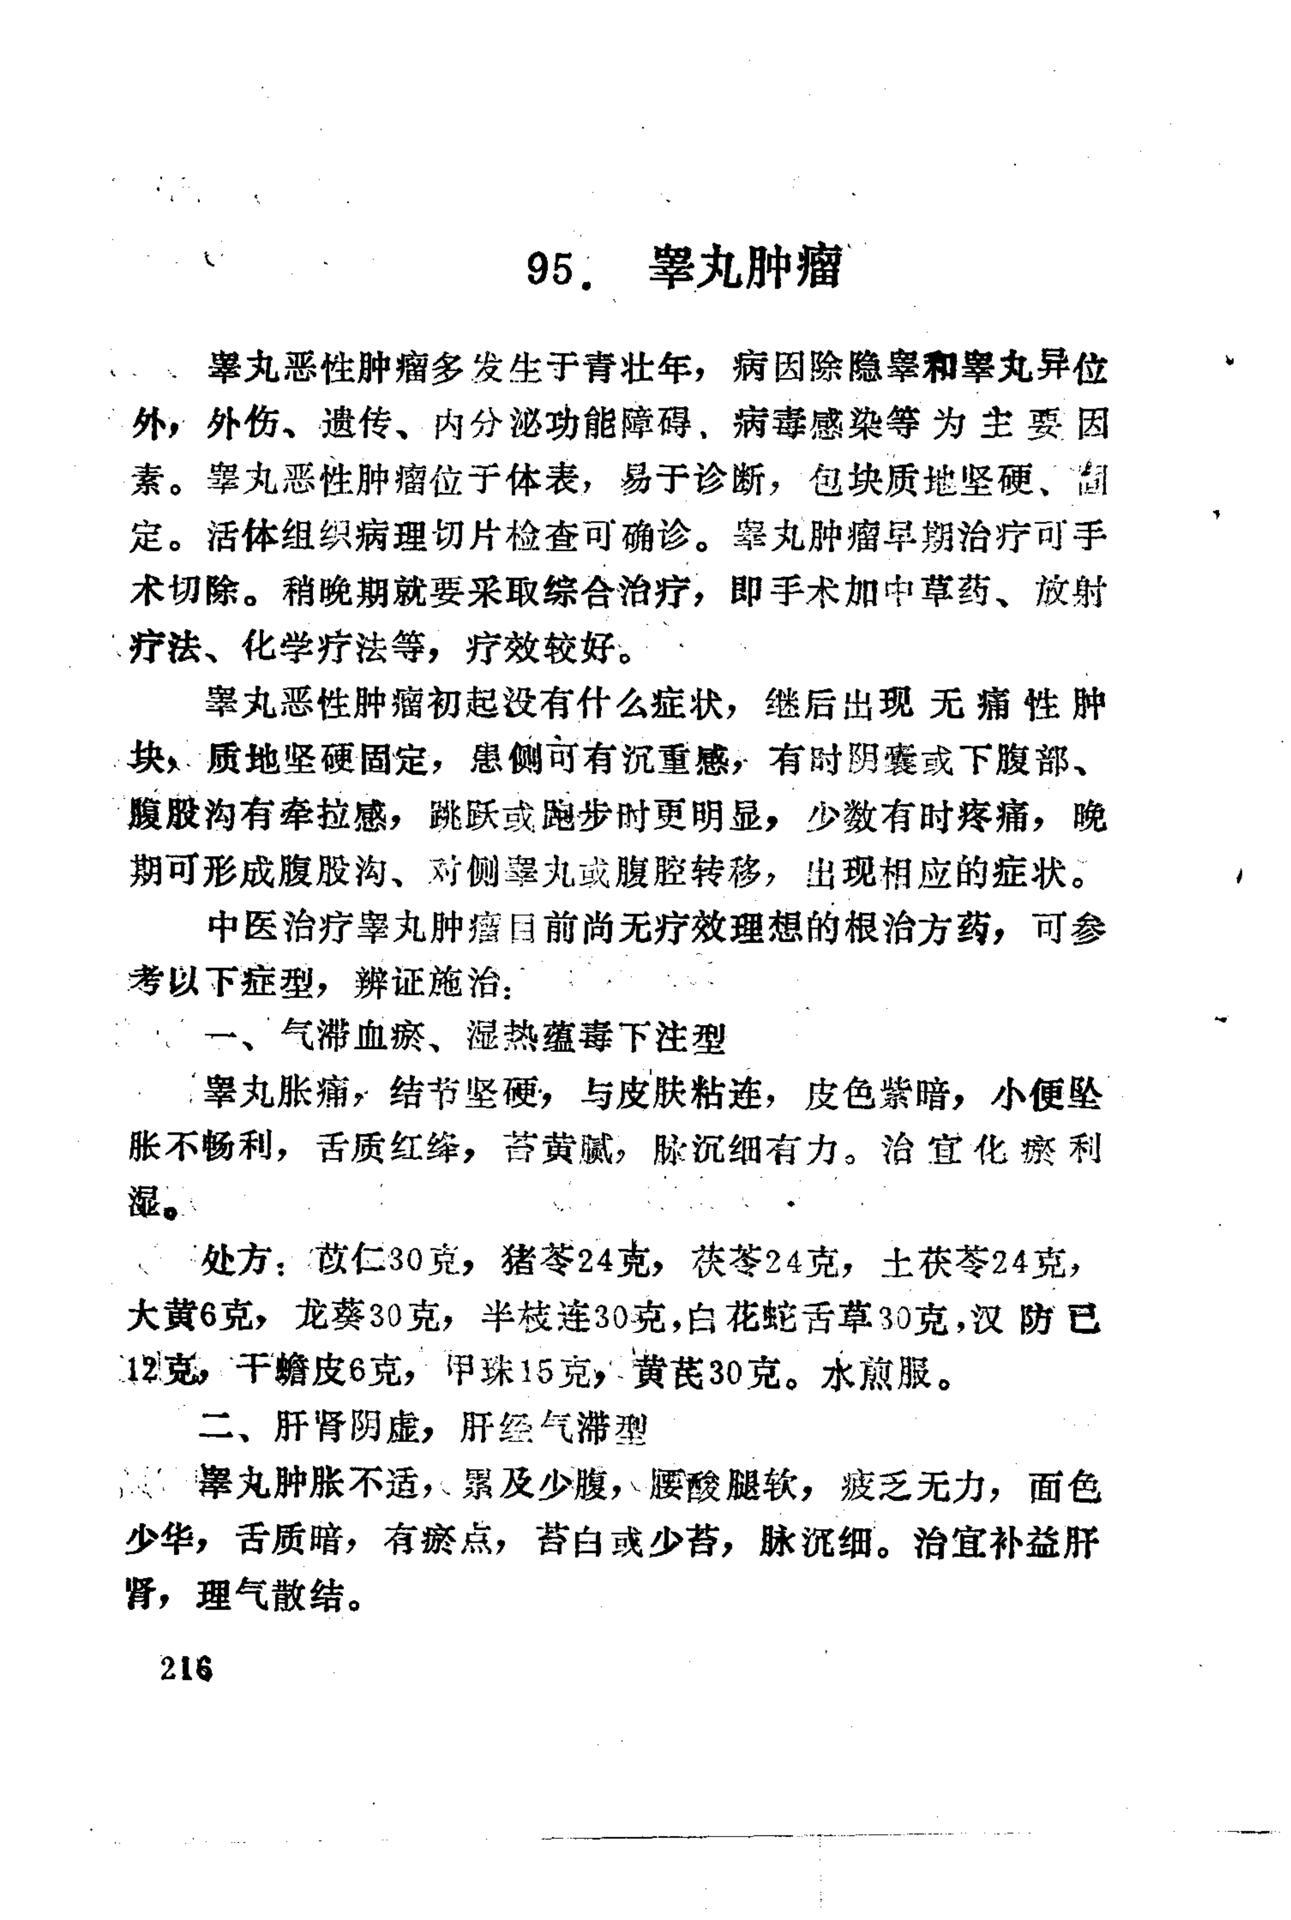 95. 睾丸肿瘤
睾丸恶性肿瘤多发生于青壮年，病因除隐睾和睾丸异位
外，外伤、遗传、内分泌功能障碍、病毒感染等为主要因
素。睾丸恶性肿瘤位于体表，易于诊断，包块质地坚硬、固
定。活体组织病理切片检查可确诊。睾丸肿瘤早期治疗可手
术切除。稍晚期就要采取综合治疗，即手术加中草药、放射
疗法、化学疗法等，疗效较好。
睾丸恶性肿瘤初起没有什么症状，继后出现无痛性肿
块，质地坚硬固定，患侧可有沉重感，有时阴囊或下腹部、
腹股沟有牵拉感，跳跃或跑步时更明显，少数有时疼痛，晚
期可形成腹股沟、对侧睾丸或腹腔转移，出现相应的症状。
中医治疗睾丸肿瘤目前尚无疗效理想的根治方药，可参
考以下症型，辨证施治：
一、气滞血瘀、湿热蕴毒下注型
睾丸胀痛，结节坚硬，与皮肤粘连，皮色紫暗，小便坠
胀不畅利，舌质红绛，苔黄腻，脉沉细有力。治宜化瘀利
湿。
处方：苡仁30克，猪苓24克，茯苓24克，土茯苓24克，
大黄6克，龙葵30克，半枝连30克，白花蛇舌草30克，汉防已
12克，干蟾皮6克，甲珠15克，黄芪30克。水煎服。
二、肝肾阴虚，肝经气滞型
睾丸肿胀不适，累及少腹，腰酸腿软，疲乏无力，面色
少华，舌质暗，有瘀点，苔白或少苔，脉沉细。治宜补益肝
肾，理气散结。
216